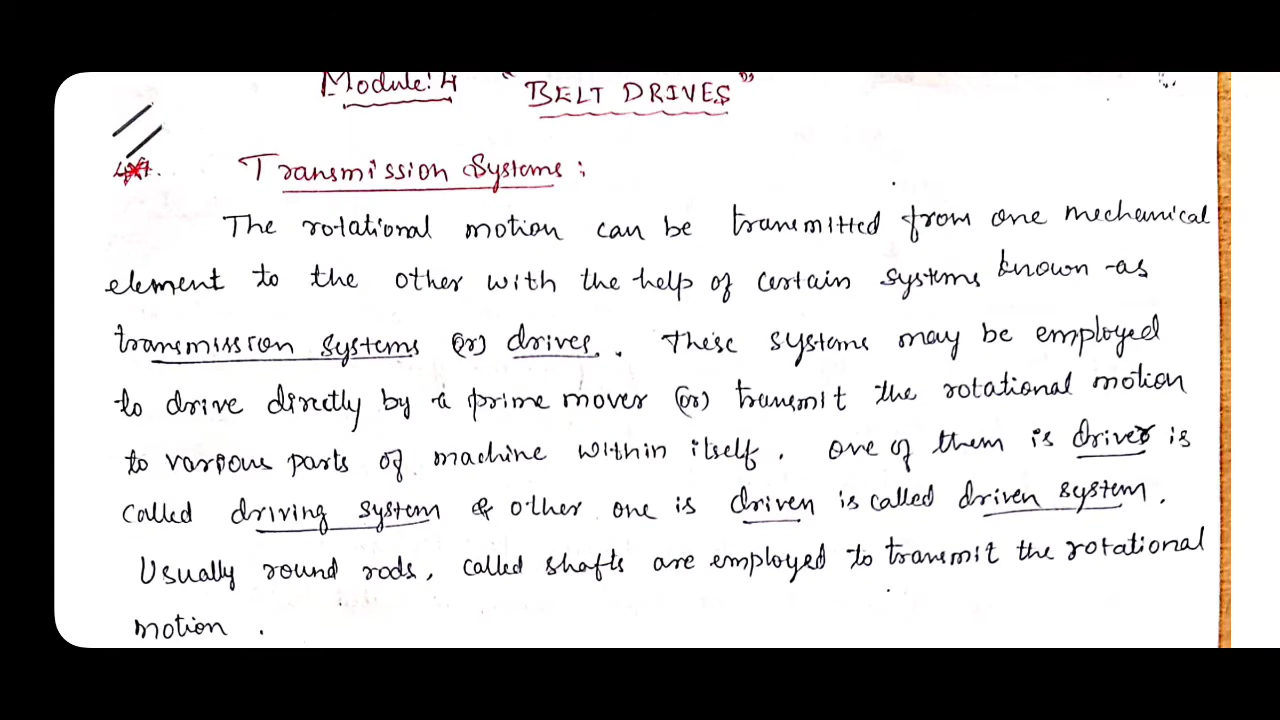 Module: 4 "BELT DRIVES"
Transmission Systems :
The rotational motion can be transmitted from one mechanical
element to the other with the help of certain systems known as
transmission systems (or) drives. These systems may be employed
to drive directly by a prime mover (or) transmit the rotational motion
to various parts of machine within itself. One of them is driver is
called driving system & other one is driven is called driven system.
Usually round rods, called shafts are employed to transmit the rotational
motion.